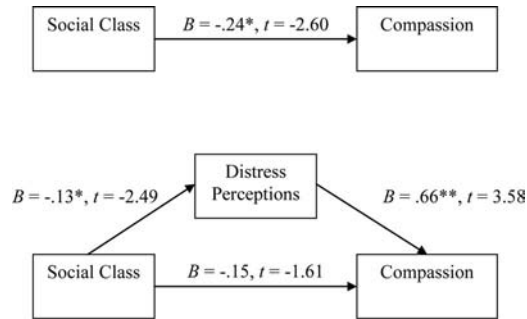 Social Class
B = -.24*, t = -2.60
Compassion
Distress
Perceptions
B = -.13*, t = -2.49
B = .66**, t = 3.58
Social Class
B = -.15, t = -1.61
Compassion